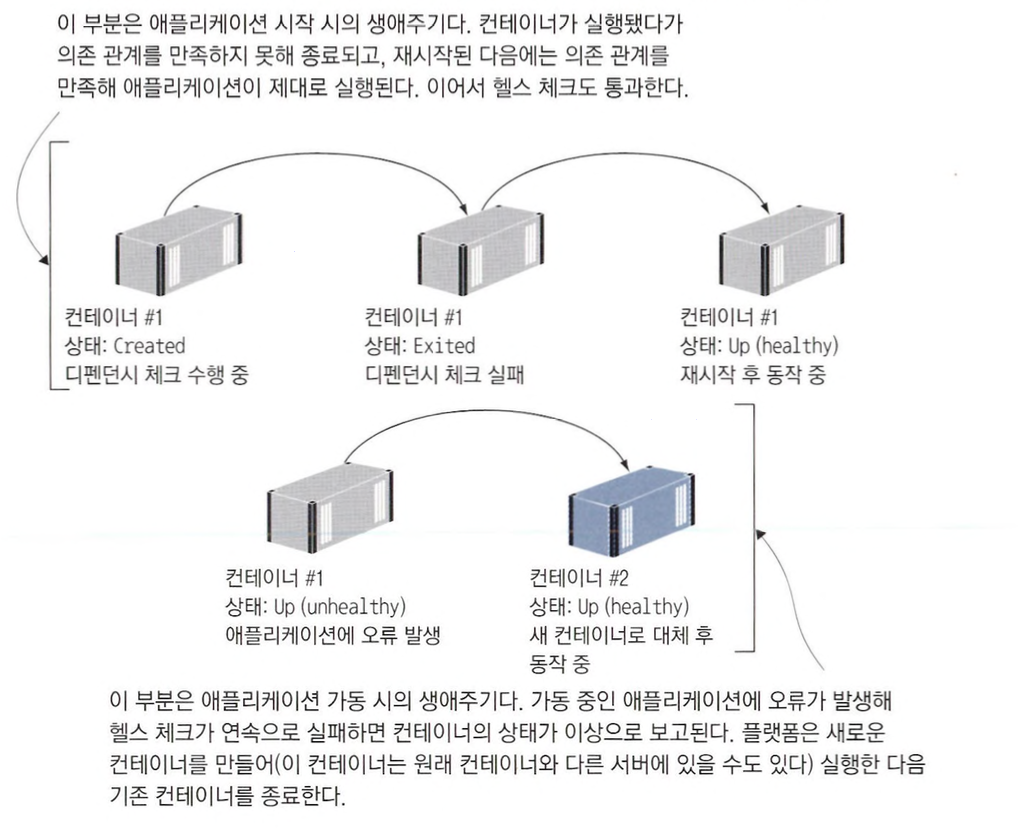 이 부분은 애플리케이션 시작 시의 생애주기다. 컨테이너가 실행됐다가
의존 관계를 만족하지 못해 종료되고, 재시작된 다음에는 의존 관계를
만족해 애플리케이션이 제대로 실행된다. 이어서 헬스 체크도 통과한다.
컨테이너 #1
상태: Created
디펜던시 체크 수행 중
컨테이너 #1
상태: Exited
디펜던시 체크 실패
컨테이너 #1
상태: Up (healthy)
재시작 후 동작 중
컨테이너 #1
상태: Up (unhealthy)
애플리케이션에 오류 발생
컨테이너 #2
상태: Up (healthy)
새 컨테이너로 대체 후
동작 중
이 부분은 애플리케이션 가동 시의 생애주기다. 가동 중인 애플리케이션에 오류가 발생해
헬스 체크가 연속으로 실패하면 컨테이너의 상태가 이상으로 보고된다. 플랫폼은 새로운
컨테이너를 만들어(이 컨테이너는 원래 컨테이너와 다른 서버에 있을 수도 있다) 실행한 다음
기존 컨테이너를 종료한다.